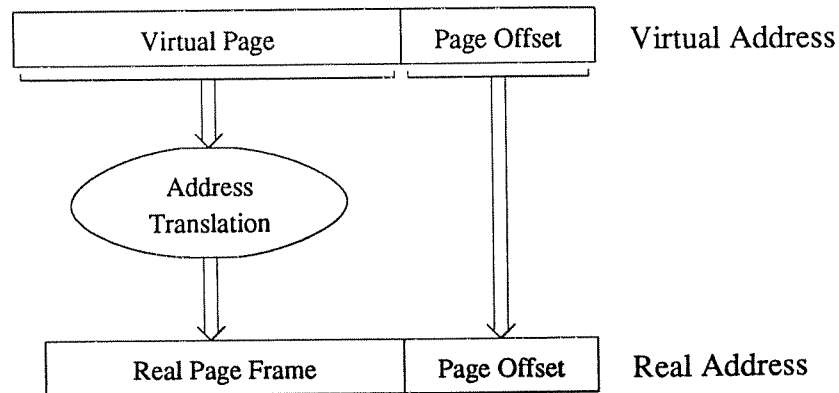 Virtual Page Page Offset Virtual Address
Address
Translation
Real Page Frame Page Offset Real Address